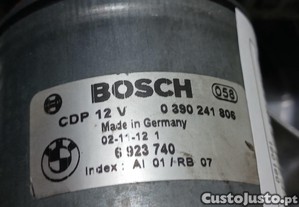 BOSCH 058
CDP 12 V 0 390 241 806
Made in Germany
02-11-12 1
6 923 740
Index: AI 01/RB 07
CustoJusto.pt